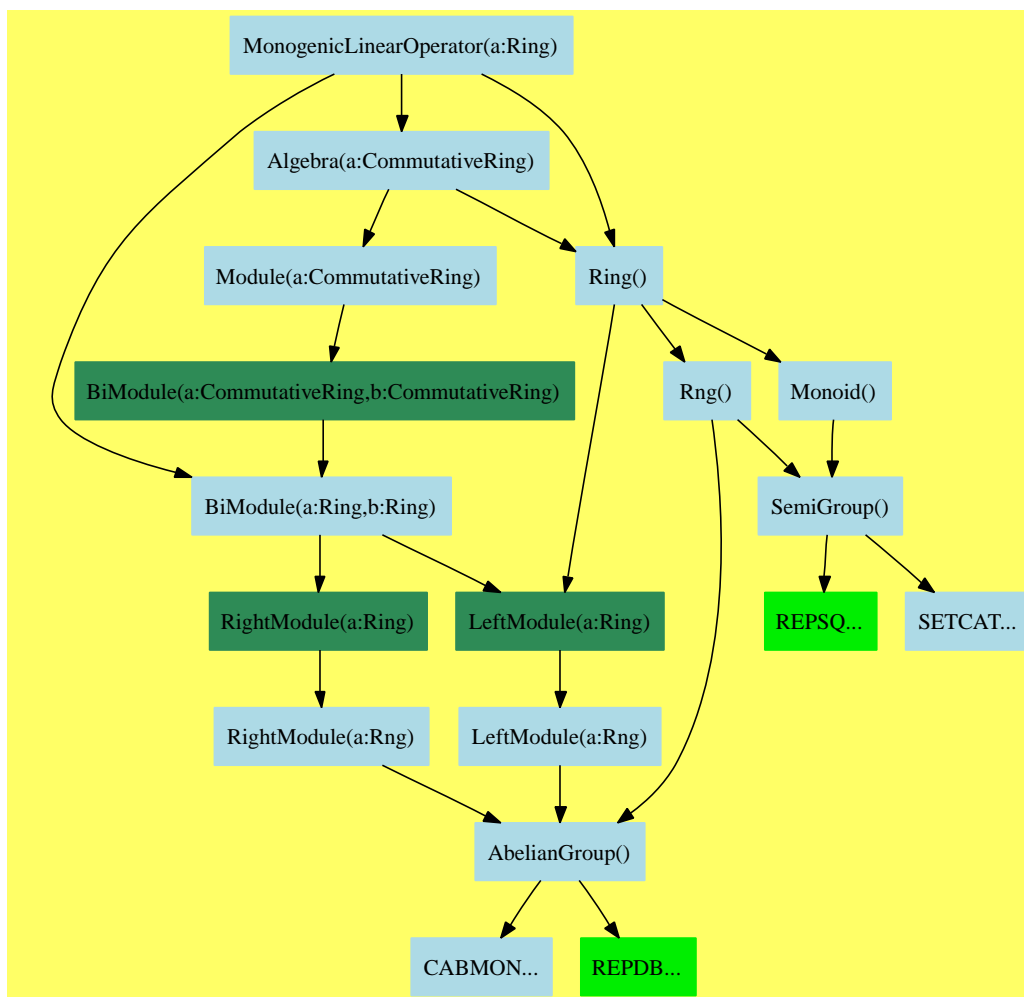 MonogenicLinearOperator(a:Ring)
Algebra(a:CommutativeRing)
Module(a:CommutativeRing)
Ring()
BiModule(a:CommutativeRing,b:CommutativeRing)
Rng()
Monoid()
BiModule(a:Ring,b:Ring)
SemiGroup()
RightModule(a:Ring)
LeftModule(a:Ring)
REPSQ...
SETCAT...
RightModule(a:Rng)
LeftModule(a:Rng)
AbelianGroup()
CABMON...
REPDB...